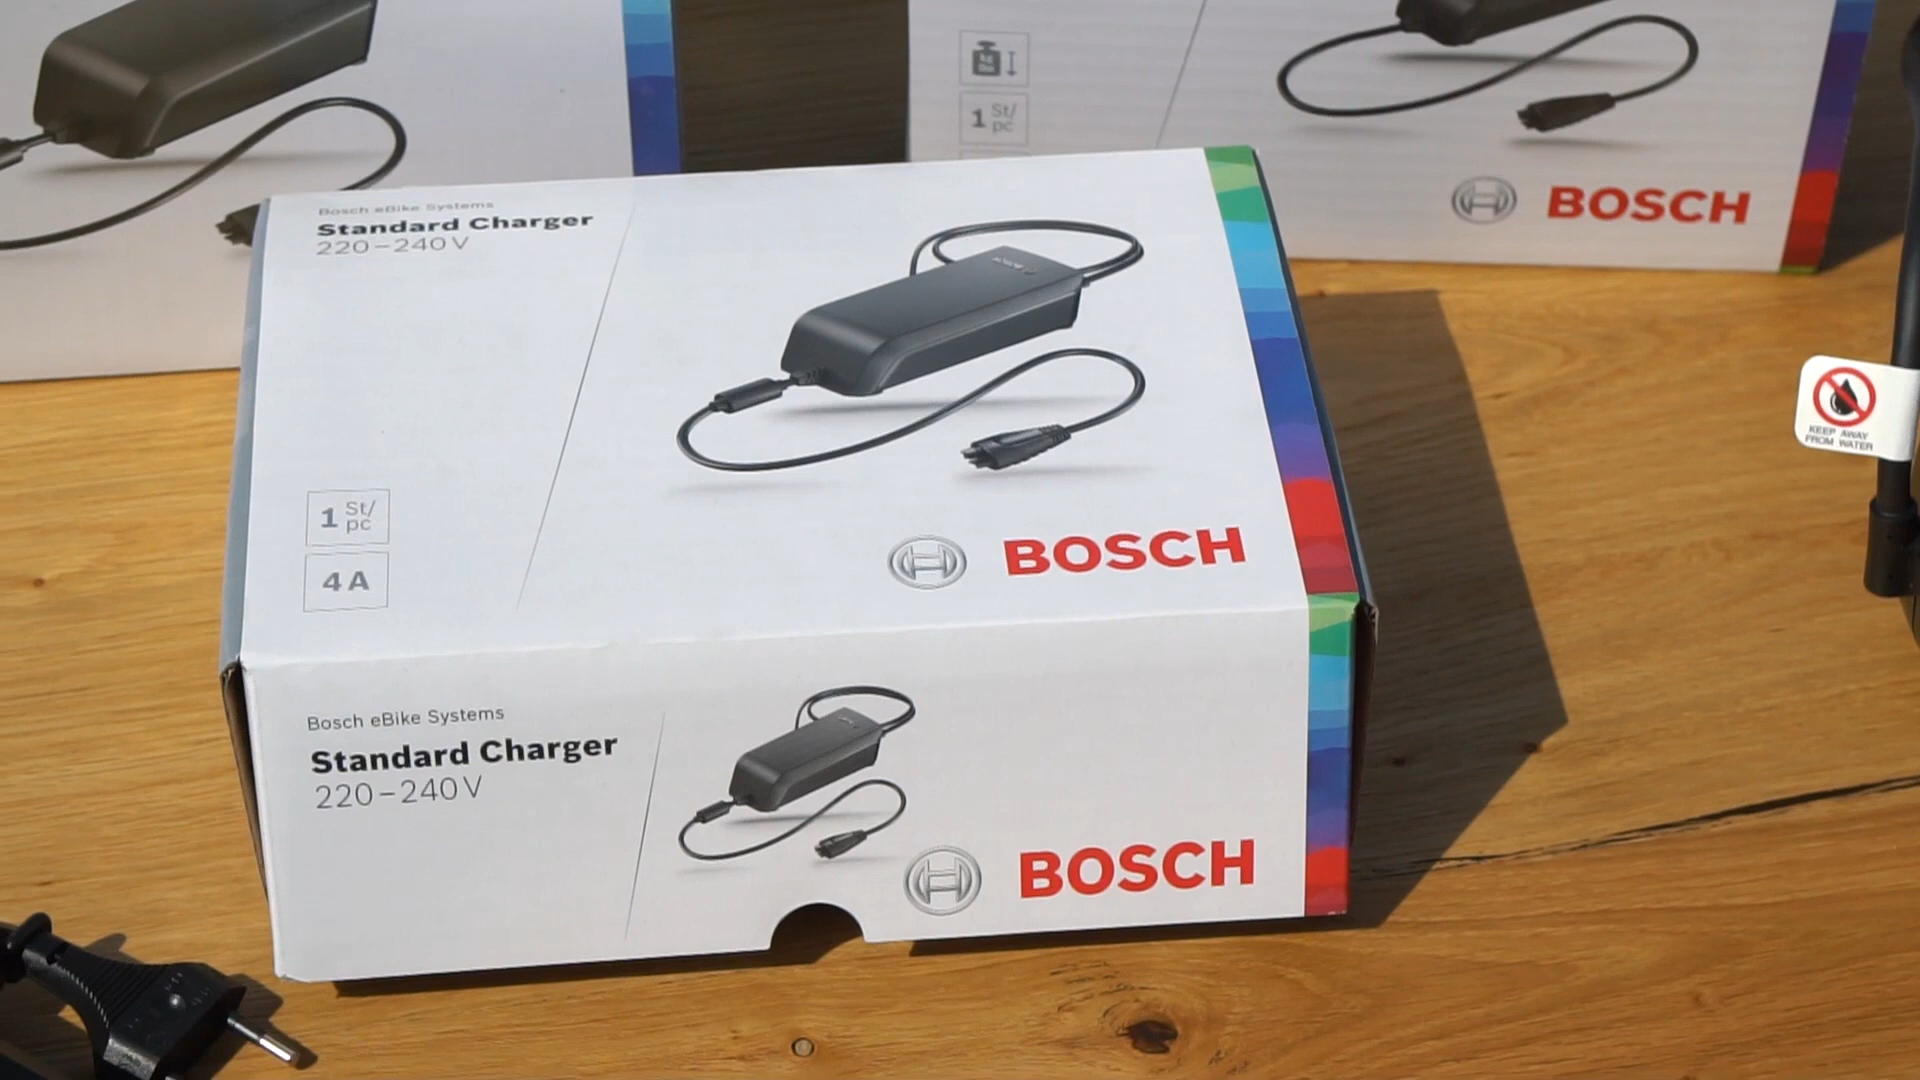 1 St/
pc
BOSCH
Bosch eBike Systems
Standard Charger
220–240 V
1 St/
pc
4 A
BOSCH
KEEP AWAY
FROM WATER
Bosch eBike Systems
Standard Charger
220–240 V
BOSCH